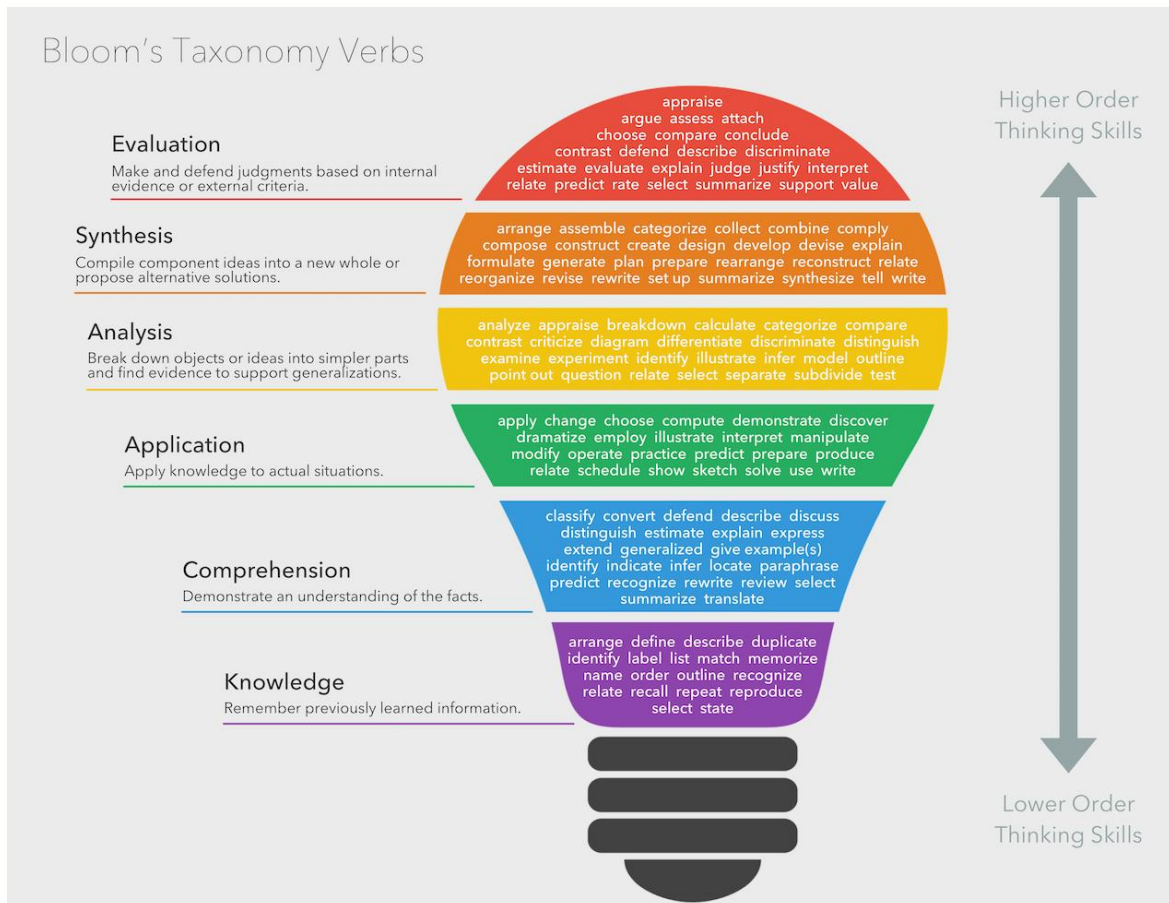 Bloom's Taxonomy Verbs
Higher Order
Thinking Skills
Evaluation
Make and defend judgments based on internal
evidence or external criteria.
appraise
argue assess attach
choose compare conclude
contrast defend describe discriminate
estimate evaluate explain judge justify interpret
relate predict rate select summarize support value
Synthesis
Compile component ideas into a new whole or
propose alternative solutions.
arrange assemble categorize collect combine comply
compose construct create design develop devise explain
formulate generate plan prepare rearrange reconstruct relate
reorganize revise rewrite set up summarize synthesize tell write
Analysis
Break down objects or ideas into simpler parts
and find evidence to support generalizations.
analyze appraise breakdown calculate categorize compare
contrast criticize diagram differentiate discriminate distinguish
examine experiment identify illustrate infer model outline
point out question relate select separate subdivide test
Application
Apply knowledge to actual situations.
apply change choose compute demonstrate discover
dramatize employ illustrate interpret manipulate
modify operate practice predict prepare produce
relate schedule show sketch solve use write
Comprehension
Demonstrate an understanding of the facts.
classify convert defend describe discuss
distinguish estimate explain express
extend generalized give example(s)
identify indicate infer locate paraphrase
predict recognize rewrite review select
summarize translate
Knowledge
Remember previously learned information.
arrange define describe duplicate
identify label list match memorize
name order outline recognize
relate recall repeat reproduce
select state
Lower Order
Thinking Skills